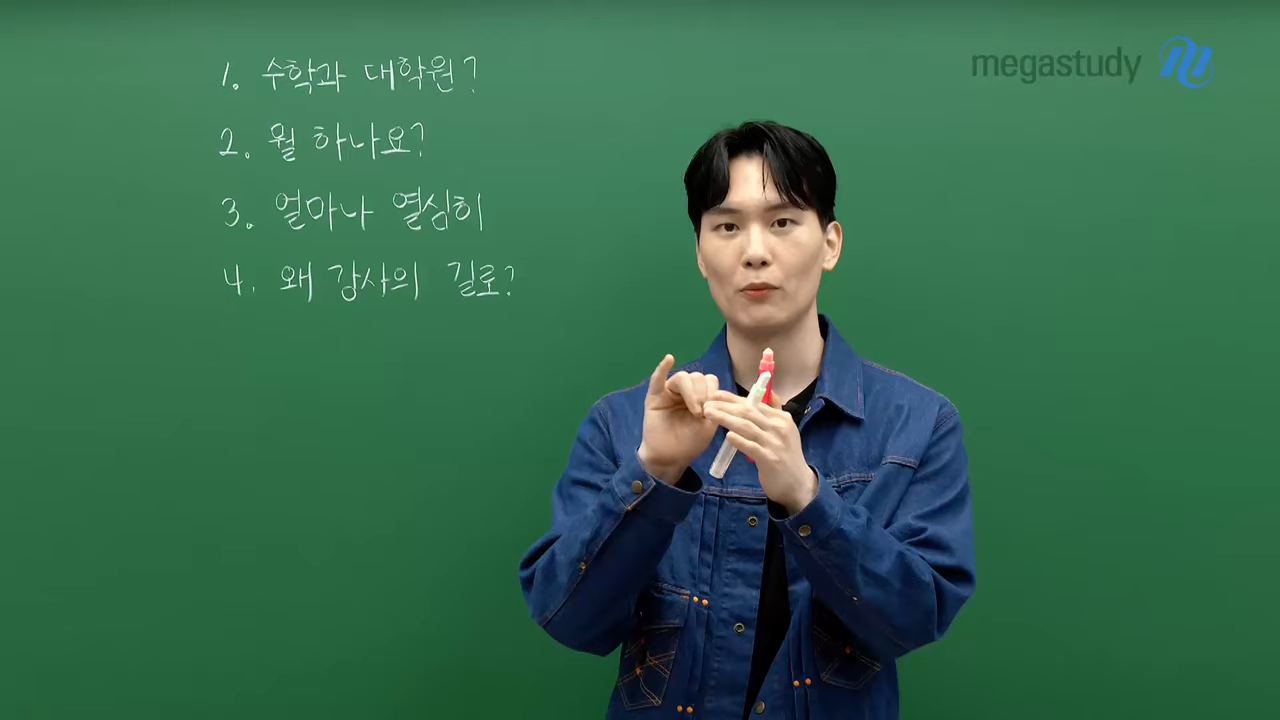 1. 수학과 대학원?
2. 뭘 하나요?
3. 얼마나 열심히
4. 왜 강사의 길로?
megastudy